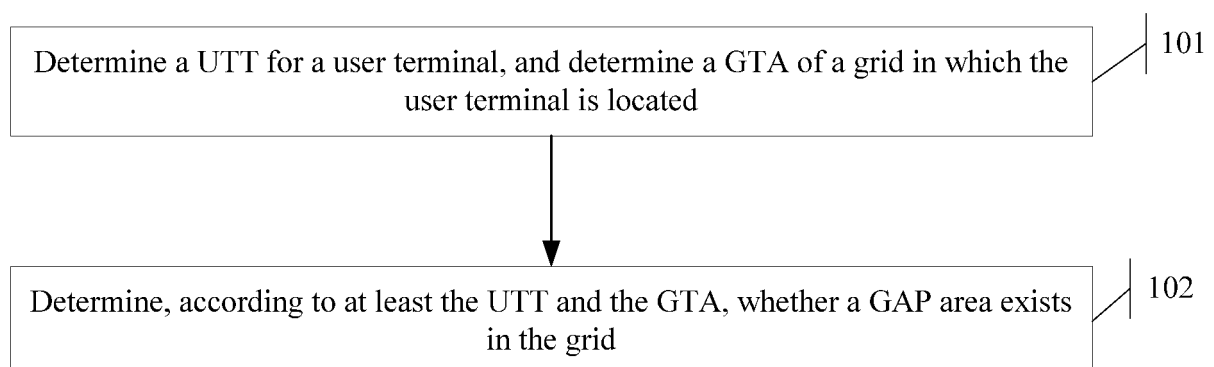 Determine a UTT for a user terminal, and determine a GTA of a grid in which the
user terminal is located
101
Determine, according to at least the UTT and the GTA, whether a GAP area exists
in the grid
102